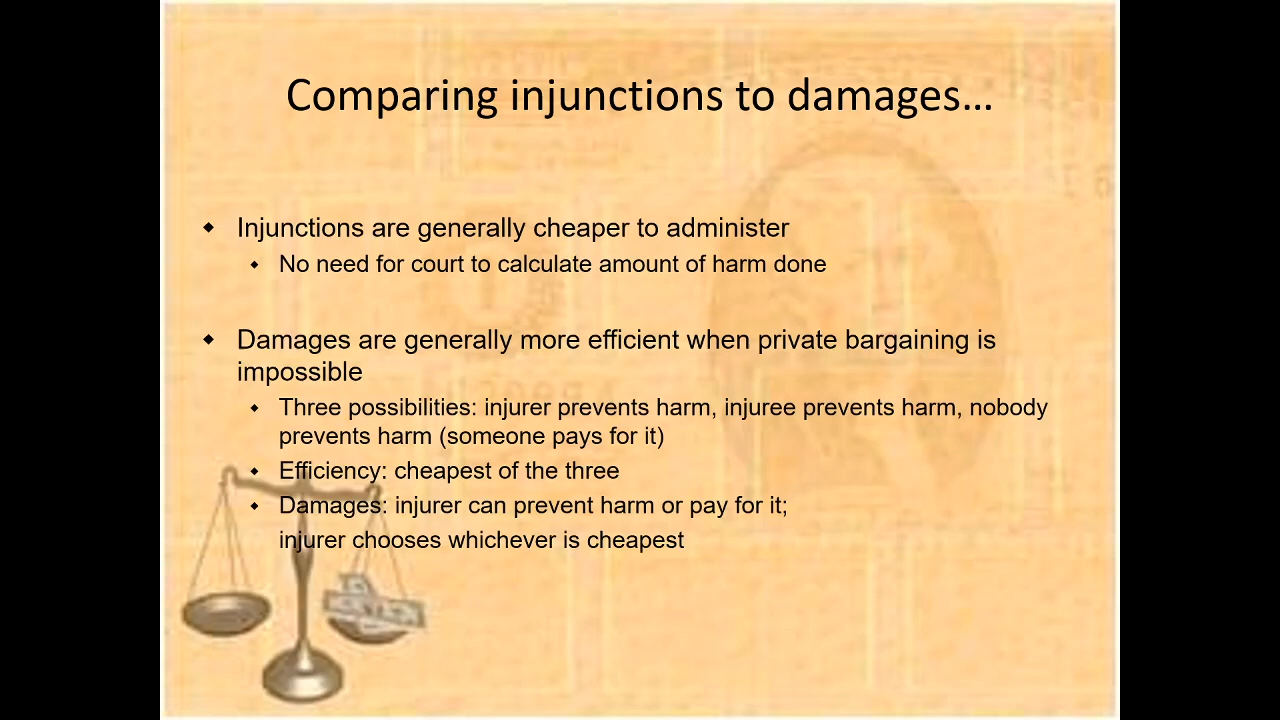 Comparing injunctions to damages…
Injunctions are generally cheaper to administer
No need for court to calculate amount of harm done
Damages are generally more efficient when private bargaining is
impossible
Three possibilities: injurer prevents harm, injuree prevents harm, nobody
prevents harm (someone pays for it)
Efficiency: cheapest of the three
Damages: injurer can prevent harm or pay for it;
injurer chooses whichever is cheapest